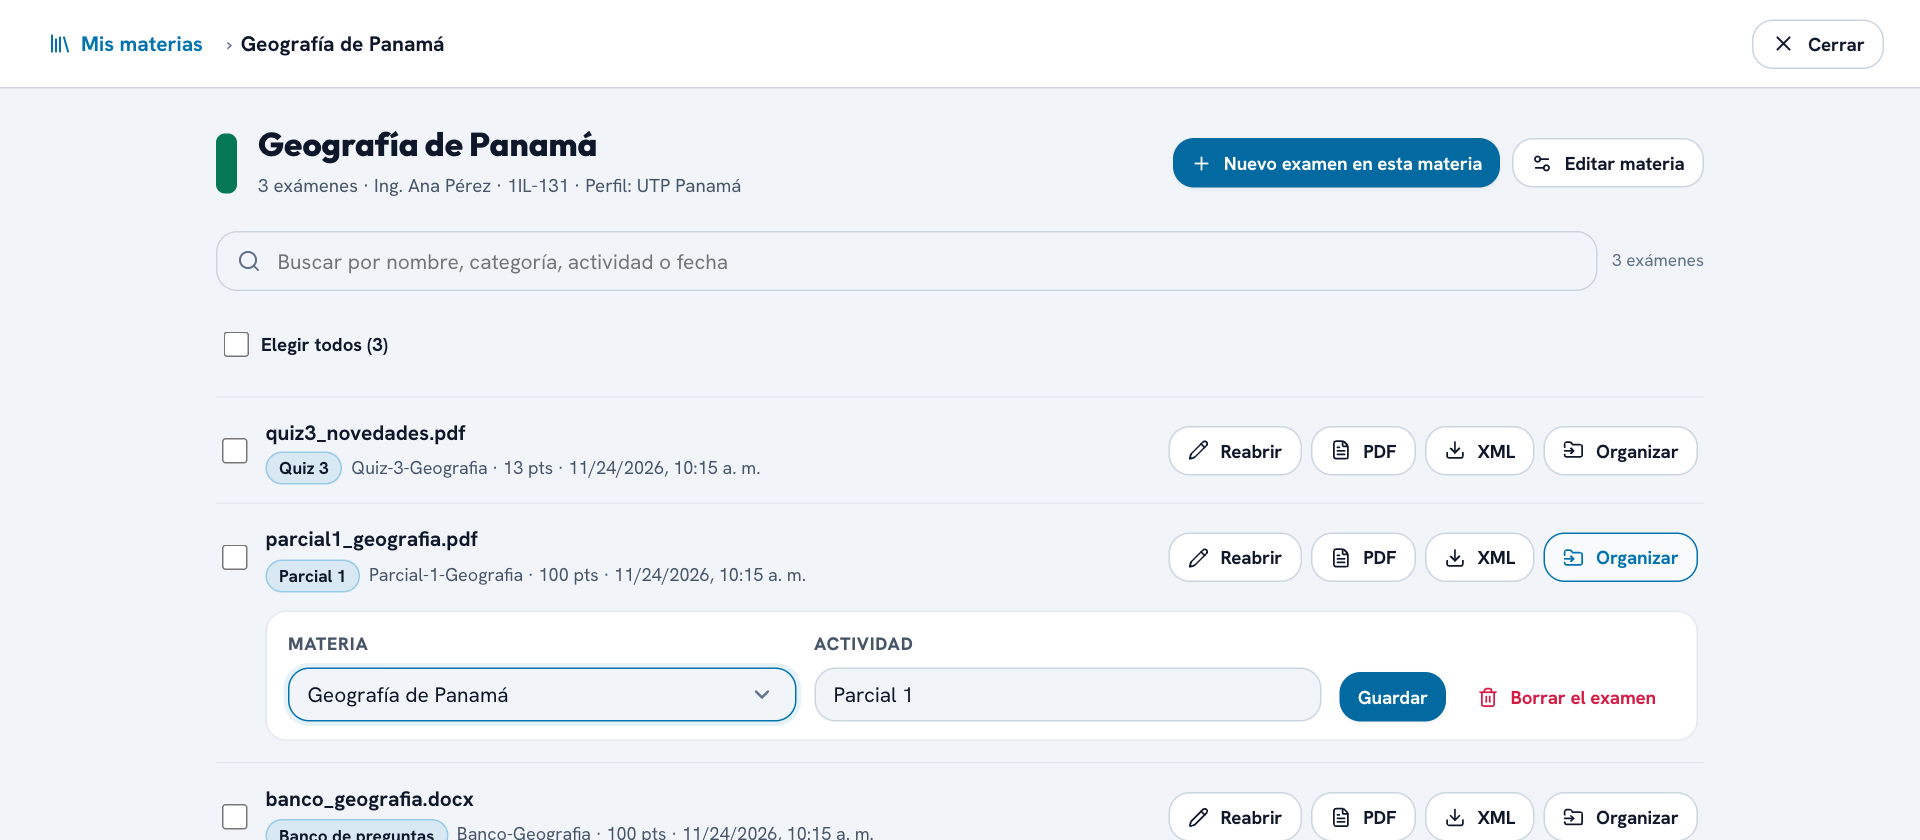 Mis materias › Geografía de Panamá
Cerrar
Geografía de Panamá
3 exámenes · Ing. Ana Pérez · 1IL-131 · Perfil: UTP Panamá
Nuevo examen en esta materia
Editar materia
Buscar por nombre, categoría, actividad o fecha
3 exámenes
Elegir todos (3)
quiz3_novedades.pdf
Quiz 3 Quiz-3-Geografia · 13 pts · 11/24/2026, 10:15 a. m.
Reabrir PDF XML Organizar
parcial1_geografia.pdf
Parcial 1 Parcial-1-Geografia · 100 pts · 11/24/2026, 10:15 a. m.
Reabrir PDF XML Organizar
MATERIA ACTIVIDAD
Geografía de Panamá Parcial 1 Guardar Borrar el examen
banco_geografia.docx
Banco de preguntas Banco-Geografia · 100 pts · 11/24/2026, 10:15 a. m.
Reabrir PDF XML Organizar